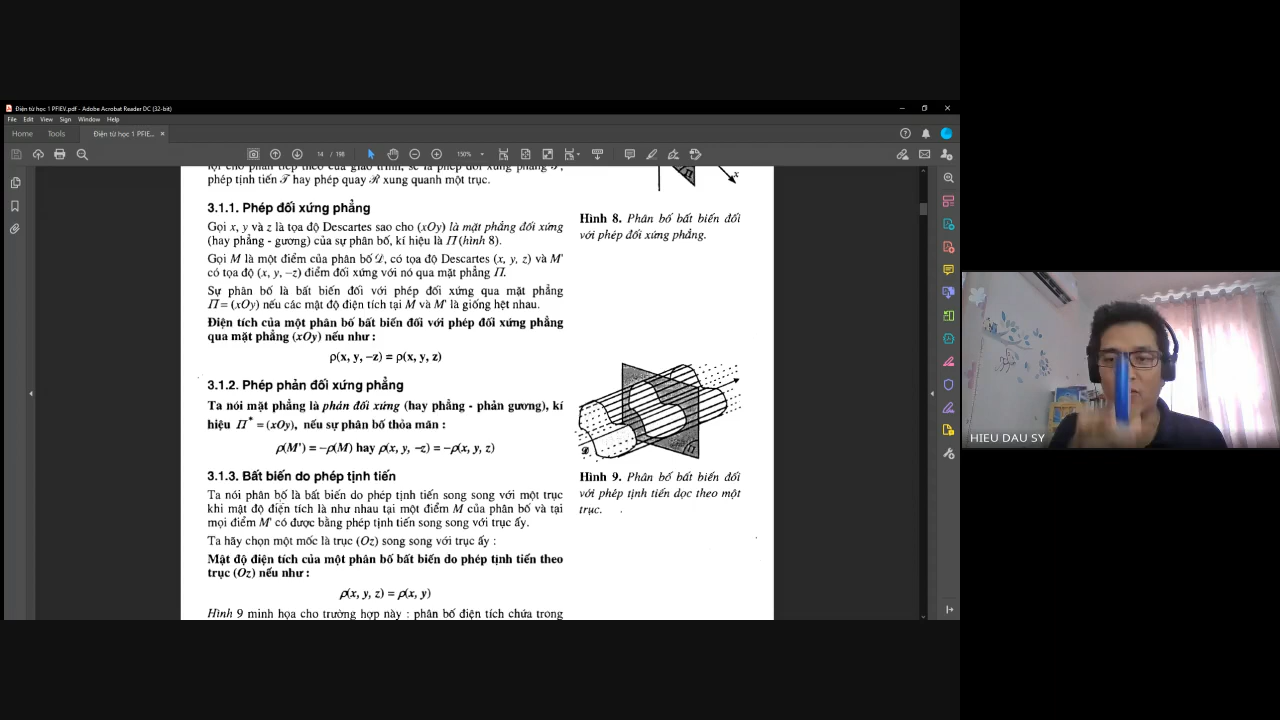 Điện từ học 1 PFIEV.pdf - Adobe Acrobat Reader DC (32-bit)
File Edit View Sign Window Help
Home Tools Điện từ học 1 PFIE... ×
14 / 198 150%
phép tịnh tiến 𝒯 hay phép quay ℛ xung quanh một trục.
3.1.1. Phép đối xứng phẳng
Gọi x, y và z là tọa độ Descartes sao cho (xOy) là mặt phẳng đối xứng
(hay phẳng - gương) của sự phân bố, kí hiệu là Π (hình 8).
Gọi M là một điểm của phân bố 𝒟, có tọa độ Descartes (x, y, z) và M'
có tọa độ (x, y, −z) điểm đối xứng với nó qua mặt phẳng Π.
Sự phân bố là bất biến đối với phép đối xứng qua mặt phẳng
Π = (xOy) nếu các mật độ điện tích tại M và M' là giống hệt nhau.
Điện tích của một phân bố bất biến đối với phép đối xứng phẳng
qua mặt phẳng (xOy) nếu như :
ρ(x, y, −z) = ρ(x, y, z)
3.1.2. Phép phản đối xứng phẳng
Ta nói mặt phẳng là phản đối xứng (hay phẳng - phản gương), kí
hiệu Π* = (xOy), nếu sự phân bố thỏa mãn :
ρ(M') = −ρ(M) hay ρ(x, y, −z) = −ρ(x, y, z)
3.1.3. Bất biến do phép tịnh tiến
Ta nói phân bố là bất biến do phép tịnh tiến song song với một trục
khi mật độ điện tích là như nhau tại một điểm M của phân bố và tại
mọi điểm M' có được bằng phép tịnh tiến song song với trục ấy.
Ta hãy chọn một mốc là trục (Oz) song song với trục ấy :
Mật độ điện tích của một phân bố bất biến do phép tịnh tiến theo
trục (Oz) nếu như :
ρ(x, y, z) = ρ(x, y)
Hình 9 minh họa cho trường hợp này : phân bố điện tích chứa trong
Π
x
Hình 8. Phân bố bất biến đối
với phép đối xứng phẳng.
𝒟
Π
Hình 9. Phân bố bất biến đối
với phép tịnh tiến dọc theo một
trục.
HIEU DAU SY